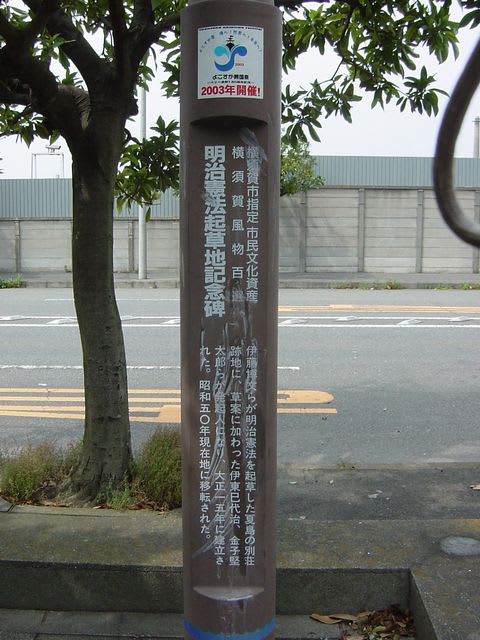 よこすか開国祭
2003年開催!
横須賀市指定市民文化資産
横須賀風物百選
明治憲法起草地記念碑
伊藤博文らが明治憲法を起草した夏島の別荘
跡地に、草案に加わった伊東巳代治、金子堅
太郎らが発起人になり、大正一五年に建立さ
れた。昭和五〇年現在地に移転された。